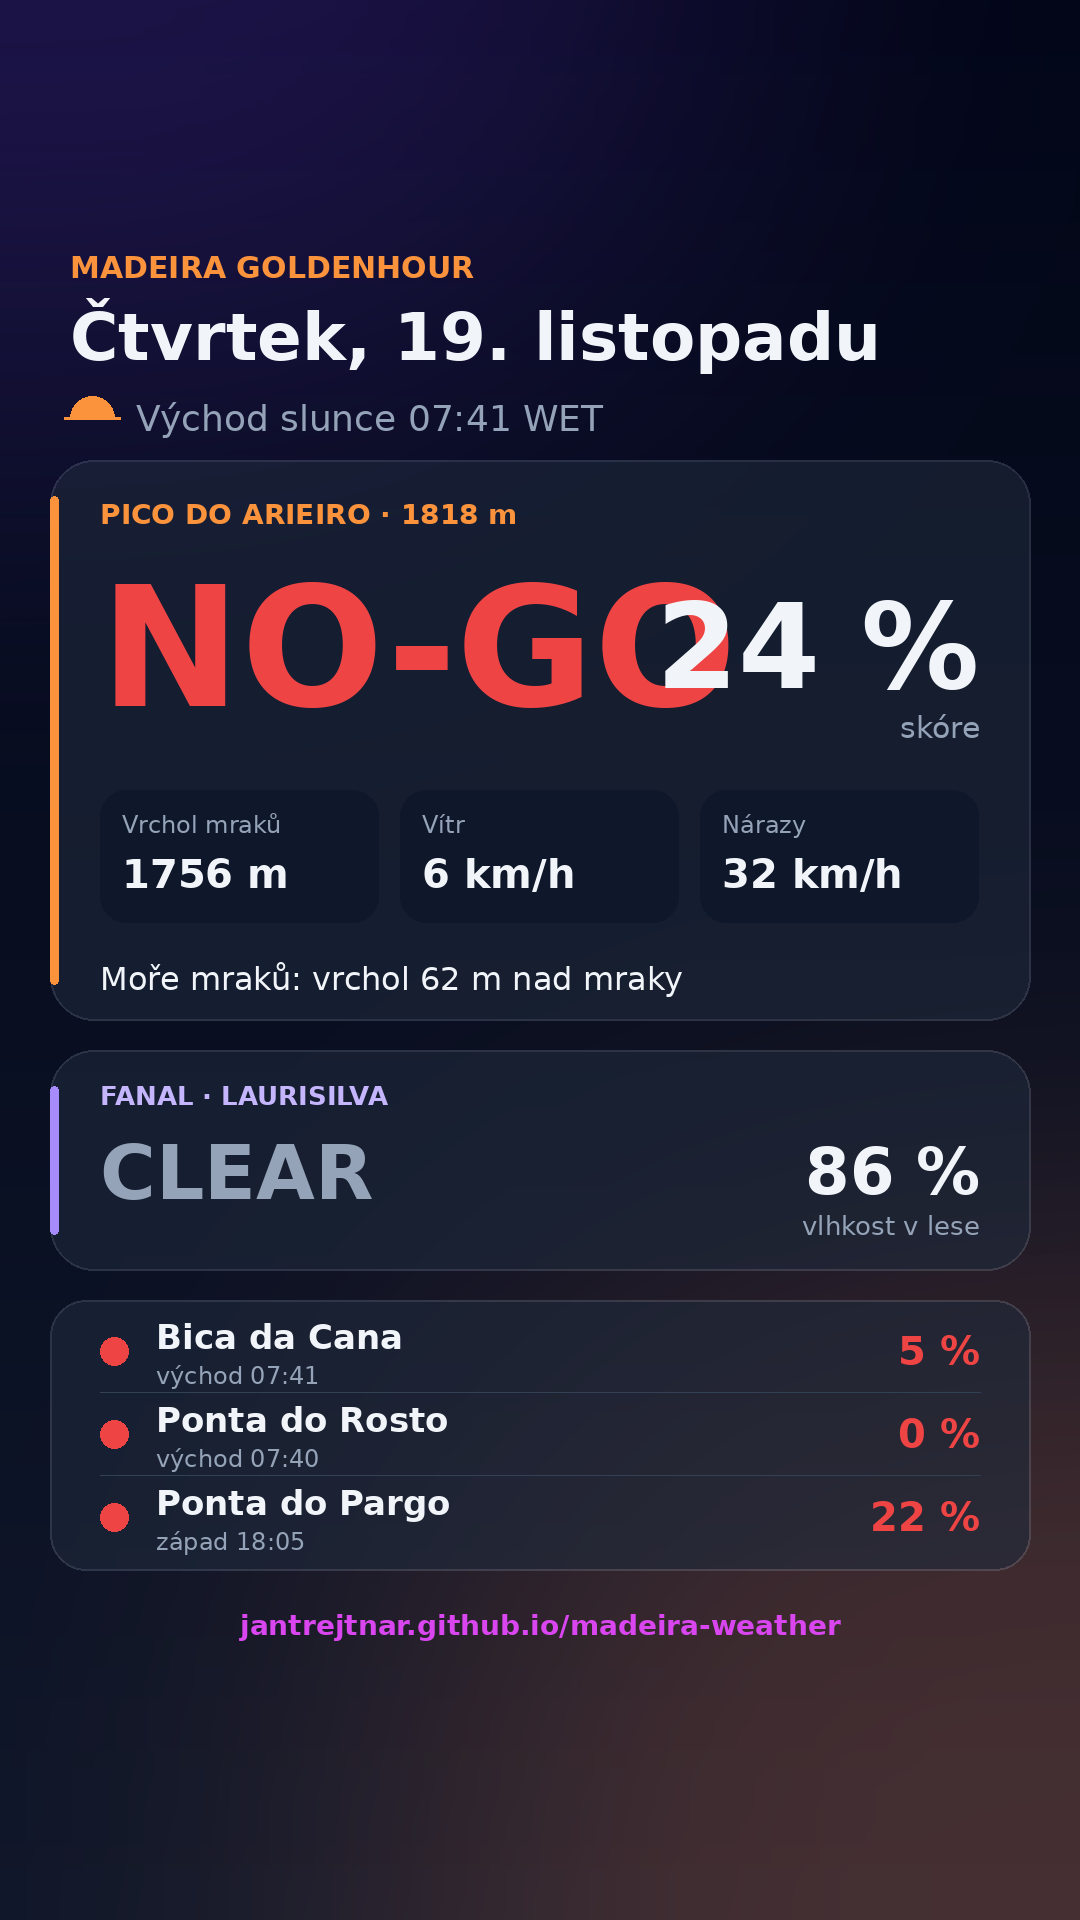 MADEIRA GOLDENHOUR
Čtvrtek, 19. listopadu
Východ slunce 07:41 WET
PICO DO ARIEIRO · 1818 m
NO-GO
24 %
skóre
Vrchol mraků
1756 m
Vítr
6 km/h
Nárazy
32 km/h
Moře mraků: vrchol 62 m nad mraky
FANAL · LAURISILVA
CLEAR
86 %
vlhkost v lese
Bica da Cana
východ 07:41
5 %
Ponta do Rosto
východ 07:40
0 %
Ponta do Pargo
západ 18:05
22 %
jantrejtnar.github.io/madeira-weather